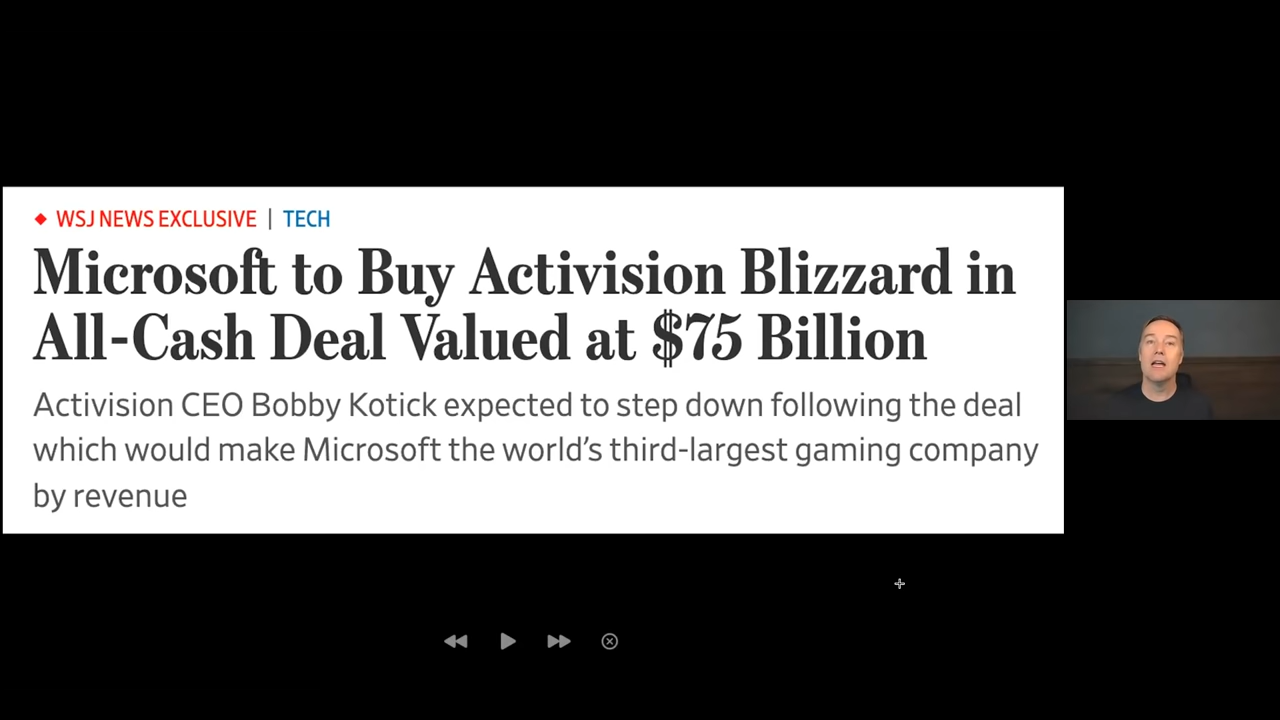 WSJ NEWS EXCLUSIVE | TECH
Microsoft to Buy Activision Blizzard in
All-Cash Deal Valued at $75 Billion
Activision CEO Bobby Kotick expected to step down following the deal
which would make Microsoft the world’s third-largest gaming company
by revenue